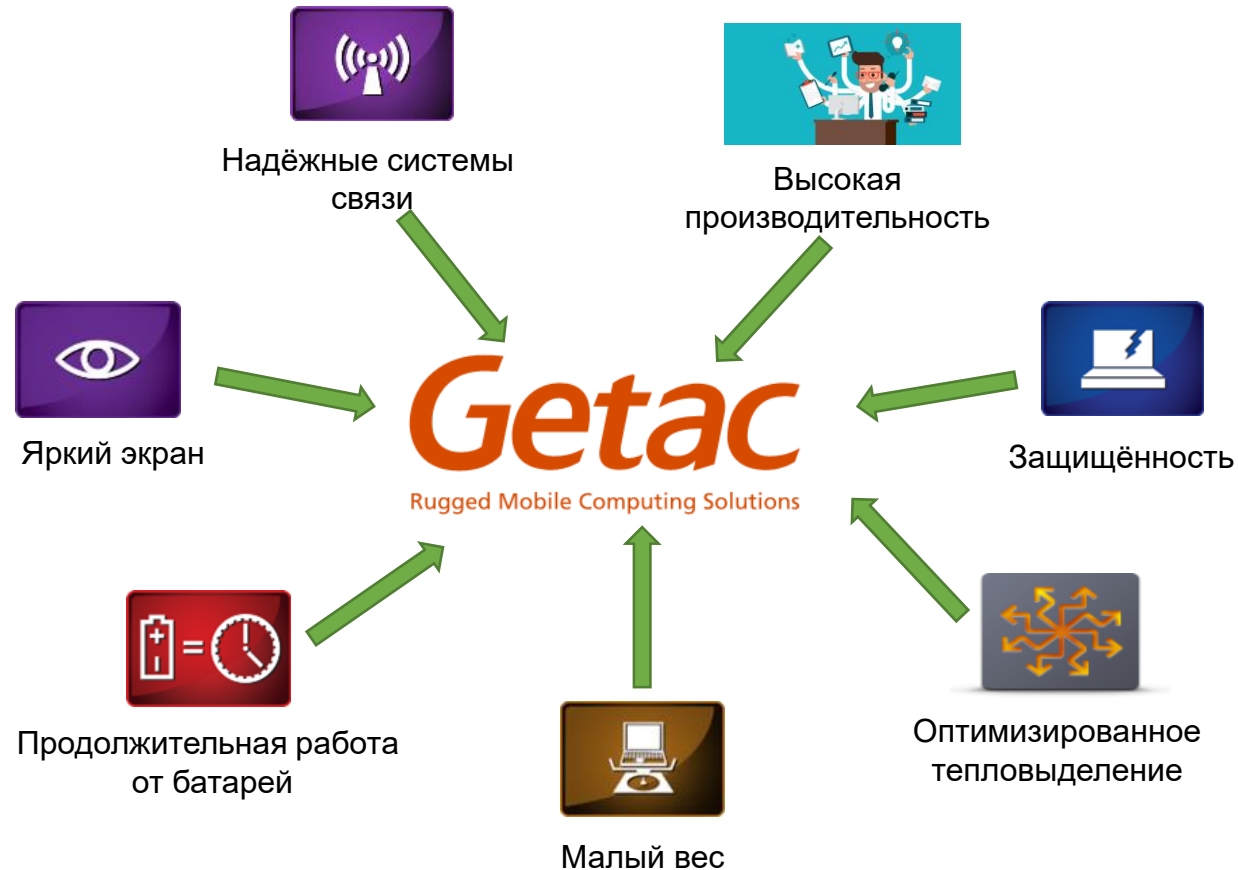 Надёжные системы
связи
Высокая
производительность
Яркий экран
Getac
Rugged Mobile Computing Solutions
Защищённость
Продолжительная работа
от батарей
Малый вес
Оптимизированное
тепловыделение